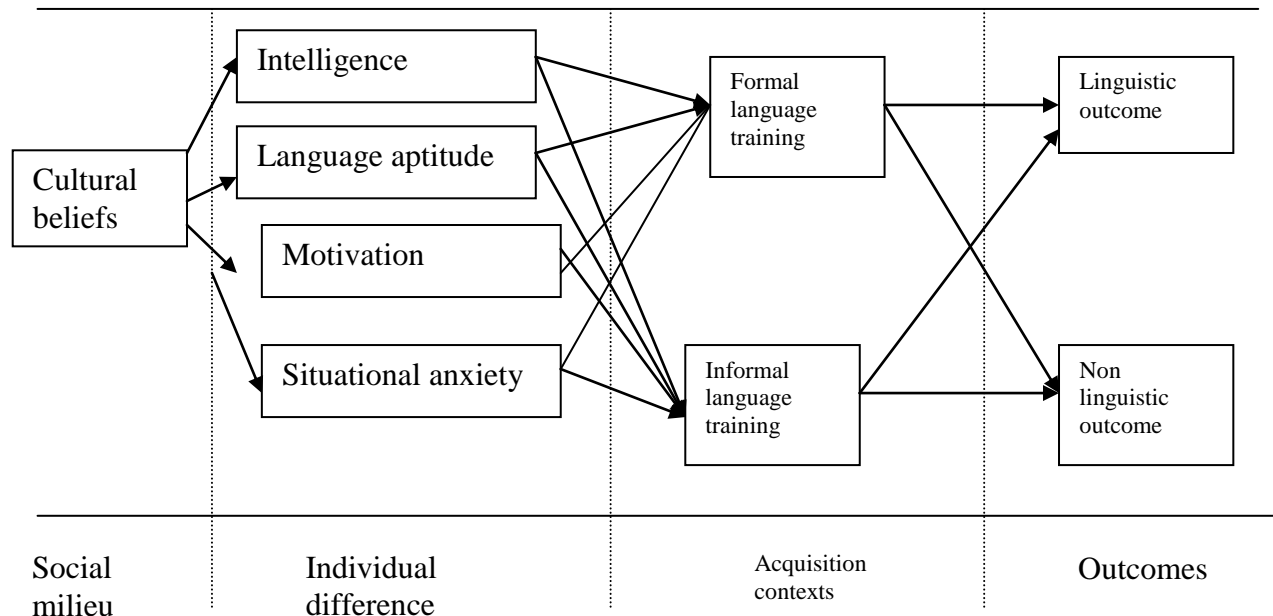 Intelligence
Language aptitude
Cultural
beliefs
Motivation
Situational anxiety
Formal
language
training
Informal
language
training
Linguistic
outcome
Non
linguistic
outcome
Social
milieu
Individual
difference
Acquisition
contexts
Outcomes